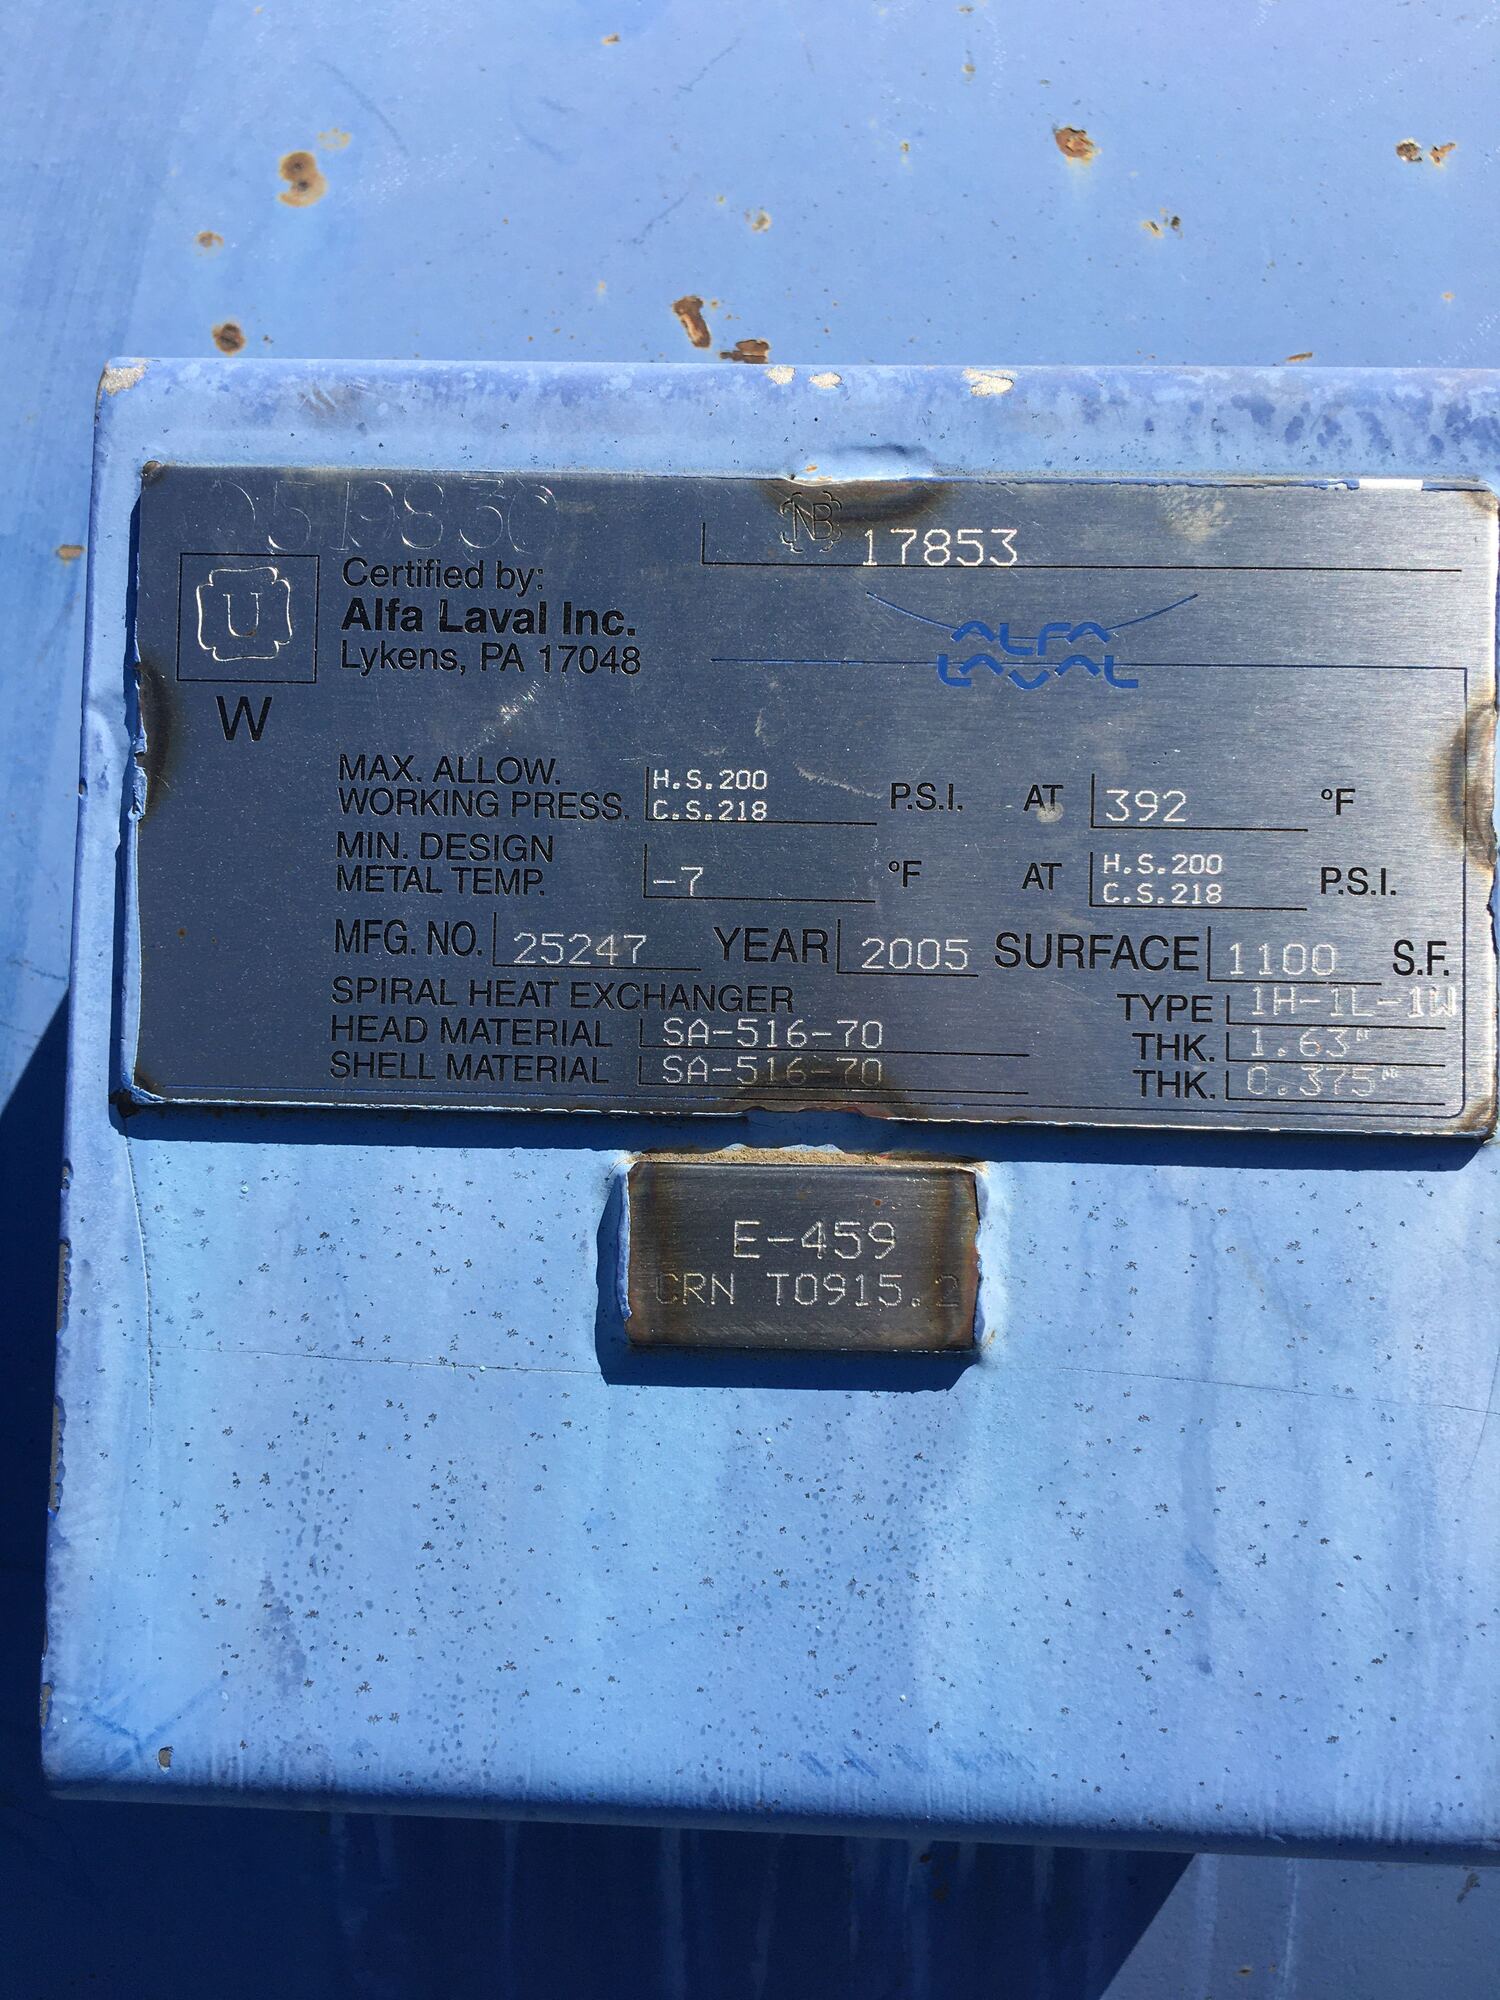 NB
17853
U
Certified by:
Alfa Laval Inc.
Lykens, PA 17048
ALFA
LAVAL
W
MAX. ALLOW. WORKING PRESS. H.S.200 C.S.218 P.S.I. AT 392 °F
MIN. DESIGN METAL TEMP. -7 °F AT H.S.200 C.S.218 P.S.I.
MFG. NO. 25247 YEAR 2005 SURFACE 1100 S.F.
SPIRAL HEAT EXCHANGER TYPE 1H-1L-1W
HEAD MATERIAL SA-516-70 THK. 1.63"
SHELL MATERIAL SA-516-70 THK. 0.375"
E-459
CRN T0915.2